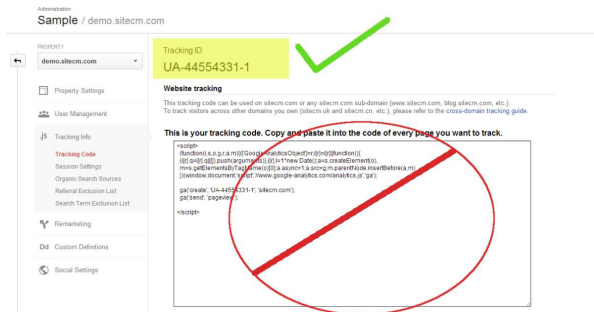 Administration
Sample / demo.sitecm.com
PROPERTY
demo.sitecm.com
Property Settings
User Management
.js Tracking Info
Tracking Code
Session Settings
Organic Search Sources
Referral Exclusion List
Search Term Exclusion List
Remarketing
Dd Custom Definitions
Social Settings
Tracking ID
UA-44554331-1
Website tracking
This tracking code can be used on sitecm.com or any sitecm.com sub-domain (www.sitecm.com, blog.sitecm.com, etc.).
To track visitors across other domains you own (sitecm.uk and sitecm.cn, etc.), please refer to the cross-domain tracking guide.
This is your tracking code. Copy and paste it into the code of every page you want to track.
<script>
(function(i,s,o,g,r,a,m){i['GoogleAnalyticsObject']=r;i[r]=i[r]||function(){
(i[r].q=i[r].q||[]).push(arguments)},i[r].l=1*new Date();a=s.createElement(o),
m=s.getElementsByTagName(o)[0];a.async=1;a.src=g;m.parentNode.insertBefore(a,m)
})(window,document,'script','//www.google-analytics.com/analytics.js','ga');
ga('create', 'UA-44554331-1', 'sitecm.com');
ga('send', 'pageview');
</script>